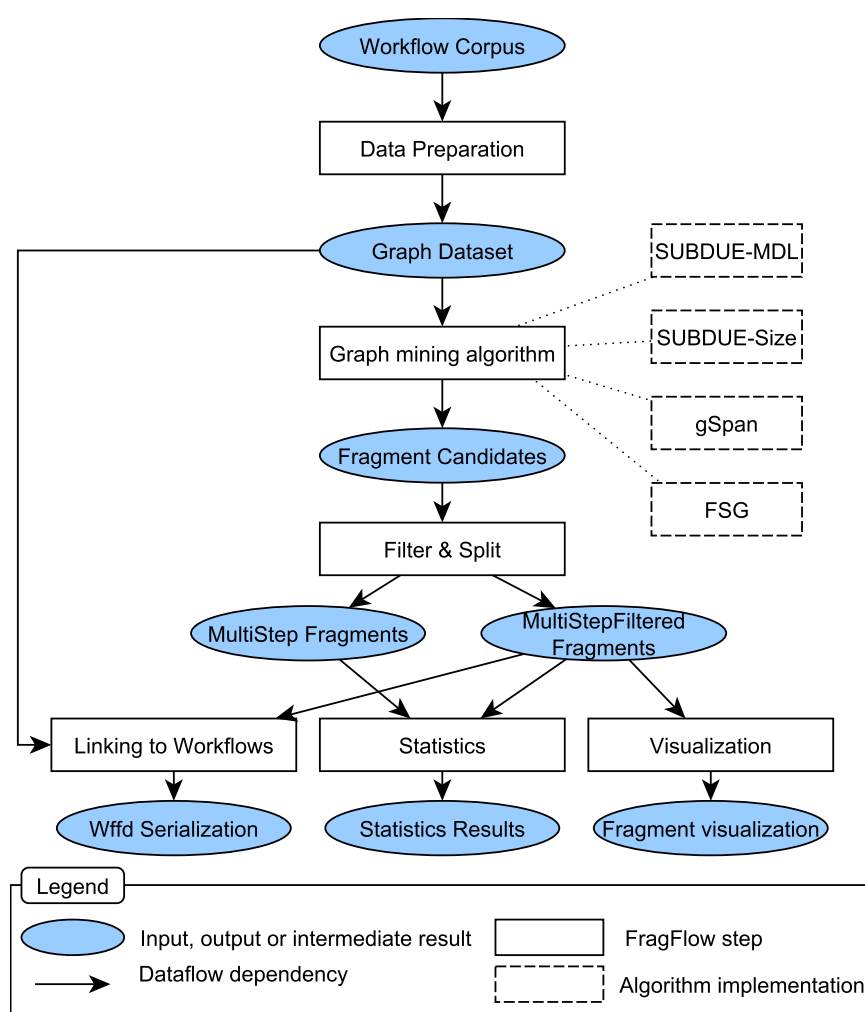 Workflow Corpus
Data Preparation
Graph Dataset
SUBDUE-MDL
SUBDUE-Size
Graph mining algorithm
gSpan
Fragment Candidates
FSG
Filter & Split
MultiStep Fragments
MultiStepFiltered
Fragments
Linking to Workflows
Statistics
Visualization
Wffd Serialization
Statistics Results
Fragment visualization
Legend
Input, output or intermediate result
FragFlow step
Dataflow dependency
Algorithm implementation